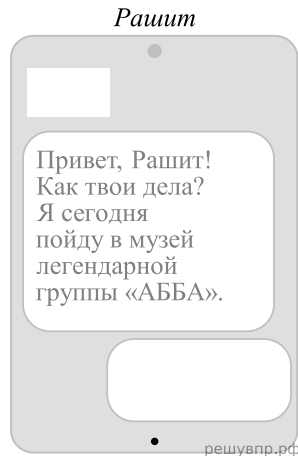 Рашит
Привет, Рашит!
Как твои дела?
Я сегодня
пойду в музей
легендарной
группы «АББА».
решувпр.рф